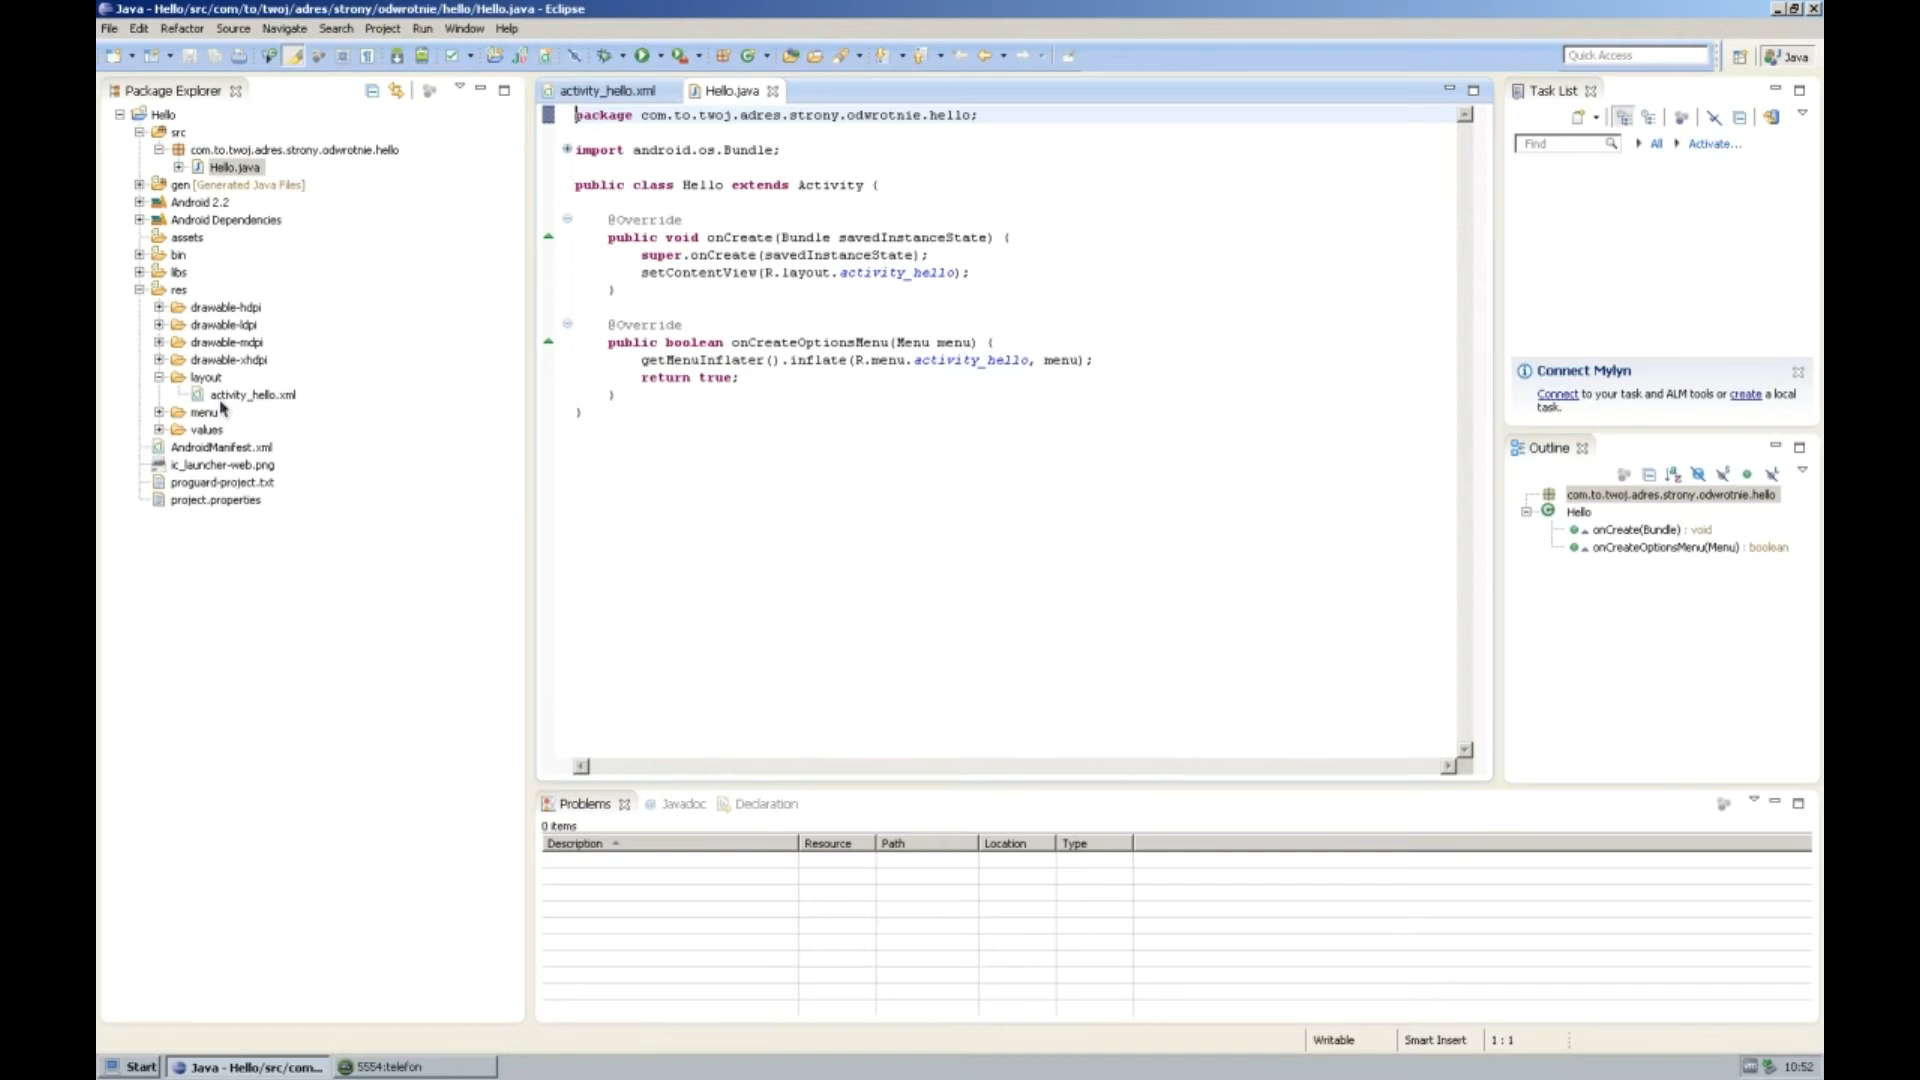 Java - Hello/src/com/to/twoj/adres/strony/odwrotnie/hello/Hello.java - Eclipse
File Edit Refactor Source Navigate Search Project Run Window Help
Quick Access
Java
Package Explorer
Hello
src
com.to.twoj.adres.strony.odwrotnie.hello
Hello.java
gen [Generated Java Files]
Android 2.2
Android Dependencies
assets
bin
libs
res
drawable-hdpi
drawable-ldpi
drawable-mdpi
drawable-xhdpi
layout
activity_hello.xml
menu
values
AndroidManifest.xml
ic_launcher-web.png
proguard-project.txt
project.properties
activity_hello.xml Hello.java
package com.to.twoj.adres.strony.odwrotnie.hello;
import android.os.Bundle;
public class Hello extends Activity {
@Override
public void onCreate(Bundle savedInstanceState) {
super.onCreate(savedInstanceState);
setContentView(R.layout.activity_hello);
}
@Override
public boolean onCreateOptionsMenu(Menu menu) {
getMenuInflater().inflate(R.menu.activity_hello, menu);
return true;
}
}
Task List
Find All Activate...
Connect Mylyn
Connect to your task and ALM tools or create a local
task.
Outline
com.to.twoj.adres.strony.odwrotnie.hello
Hello
onCreate(Bundle) : void
onCreateOptionsMenu(Menu) : boolean
Problems @ Javadoc Declaration
0 items
Description Resource Path Location Type
Writable Smart Insert 1 : 1
Start Java - Hello/src/com... 5554:telefon 10:52